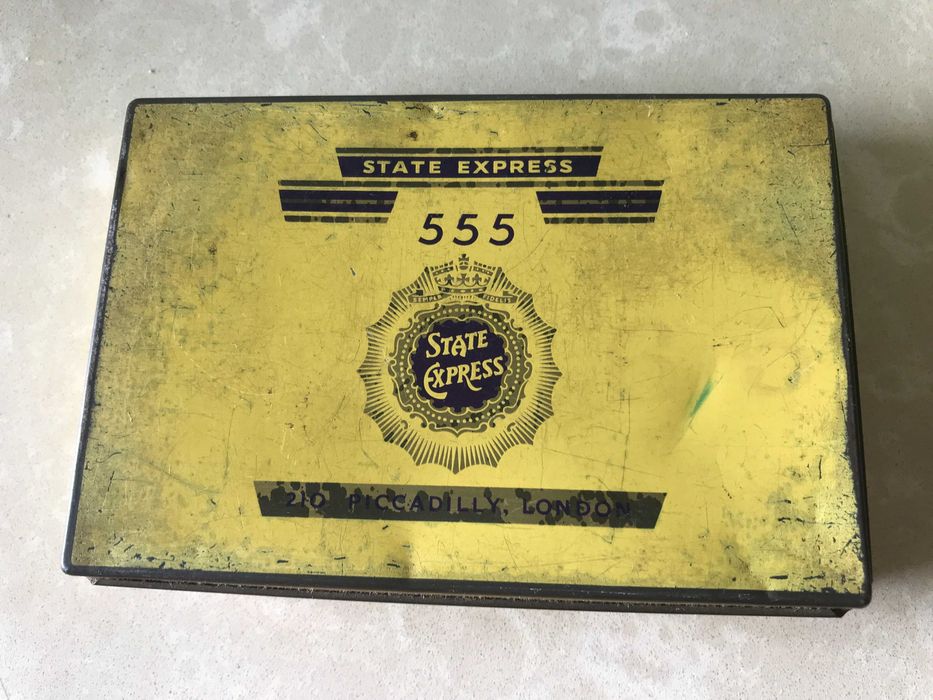 STATE EXPRESS
555
SEMPER FIDELIS
STATE
EXPRESS
210 PICCADILLY, LONDON